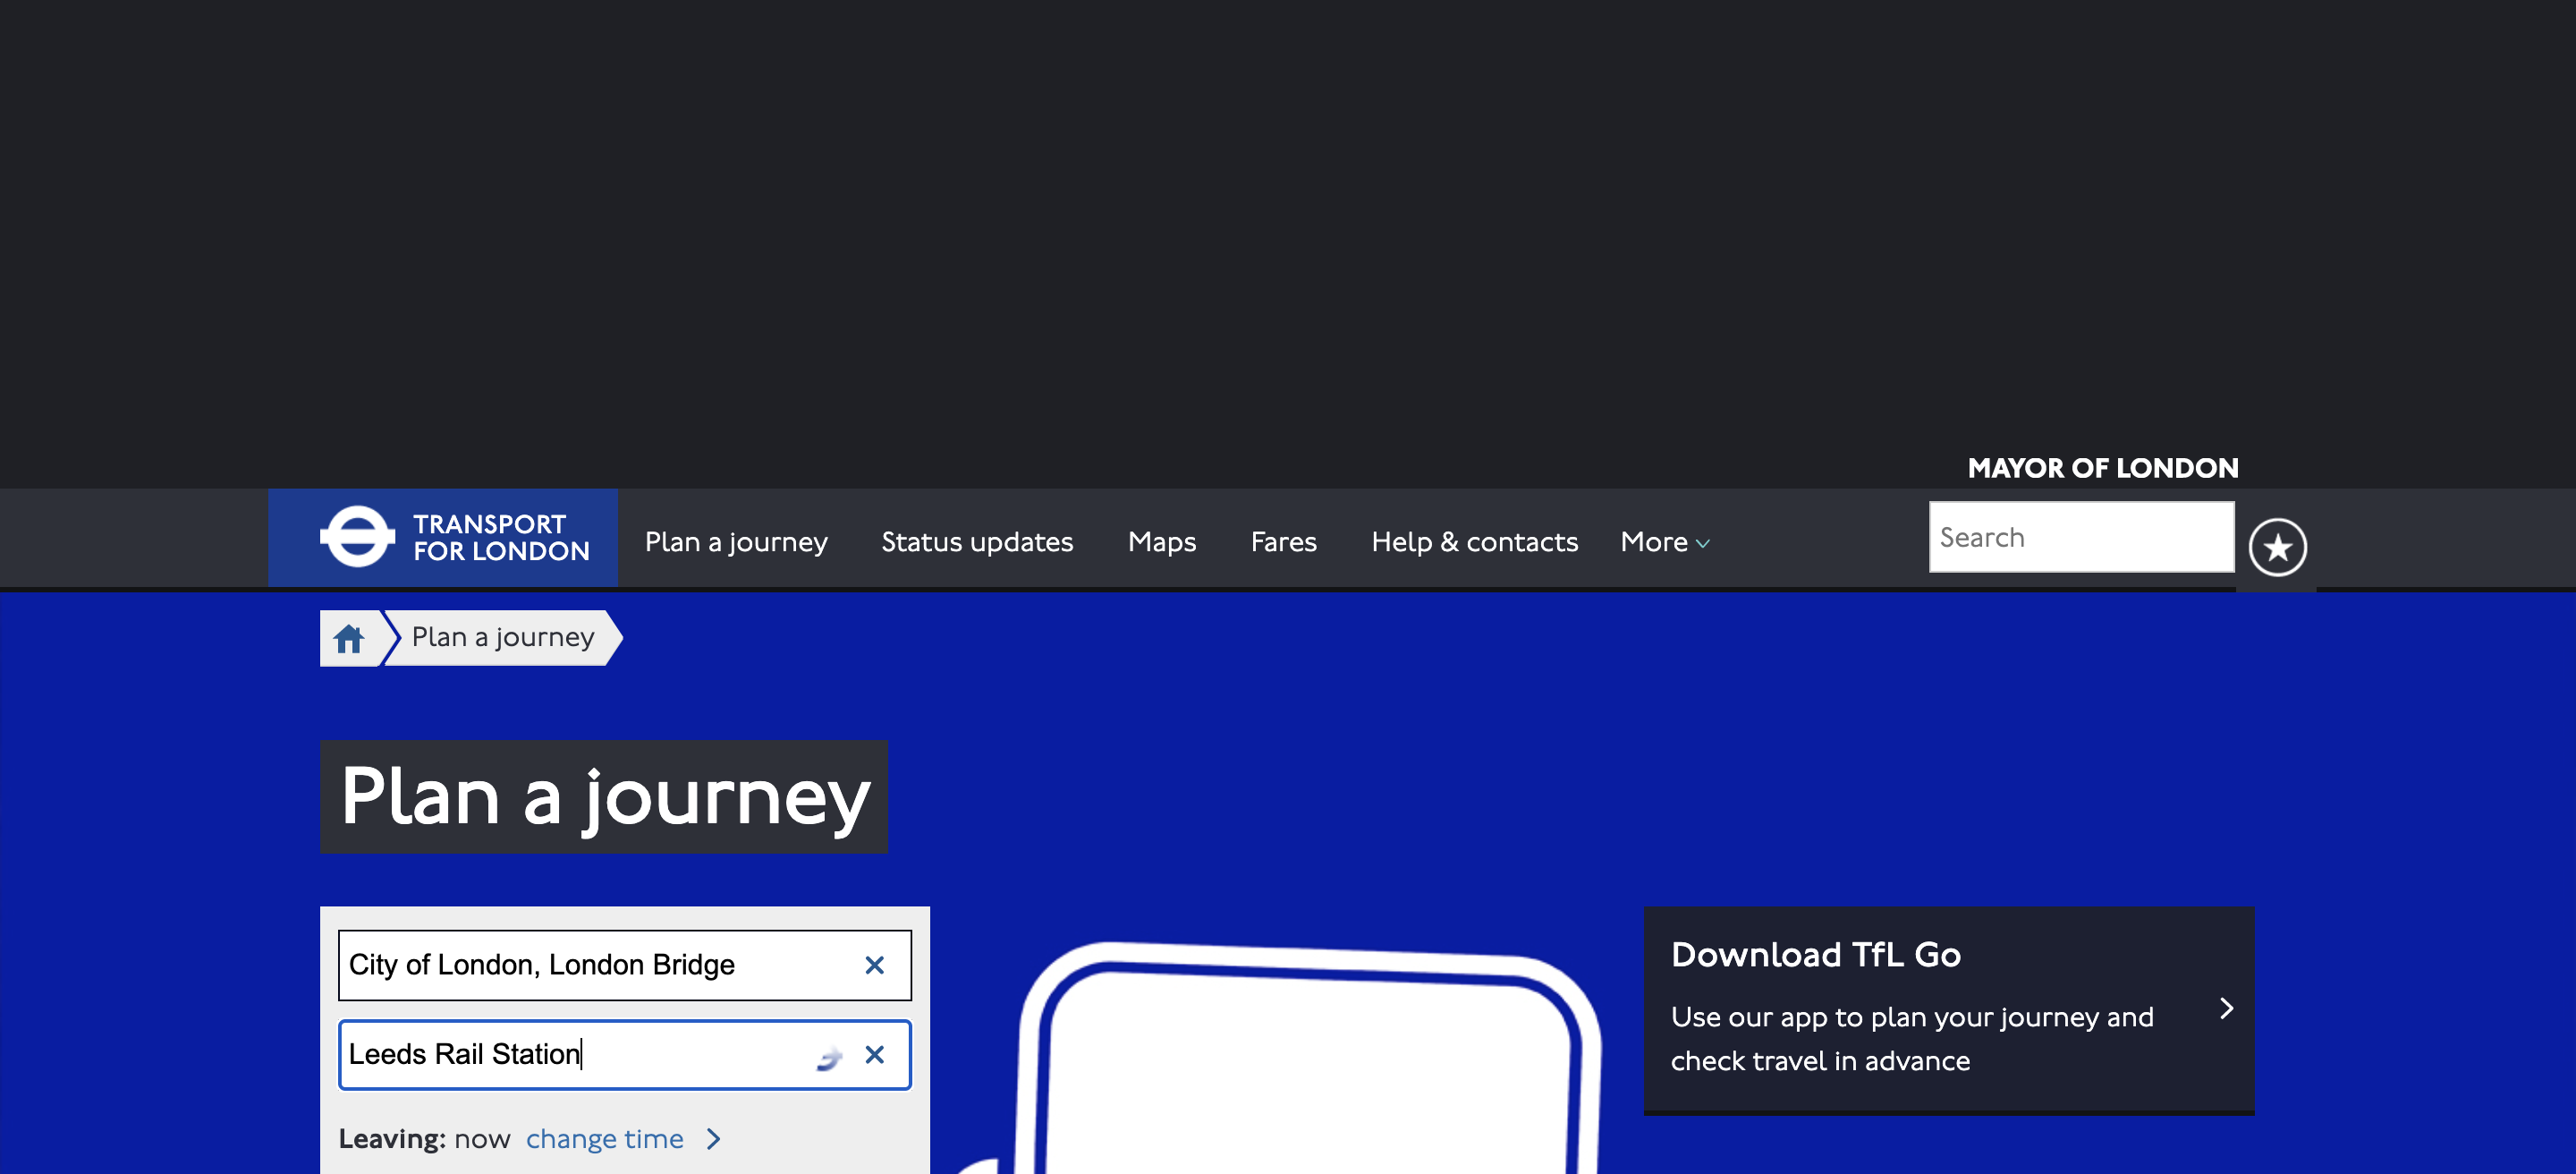 MAYOR OF LONDON
TRANSPORT
FOR LONDON
Plan a journey
Status updates
Maps
Fares
Help & contacts
More
Search
Plan a journey
Plan a journey
City of London, London Bridge
Leeds Rail Station
Leaving: now change time
Download TfL Go
Use our app to plan your journey and
check travel in advance